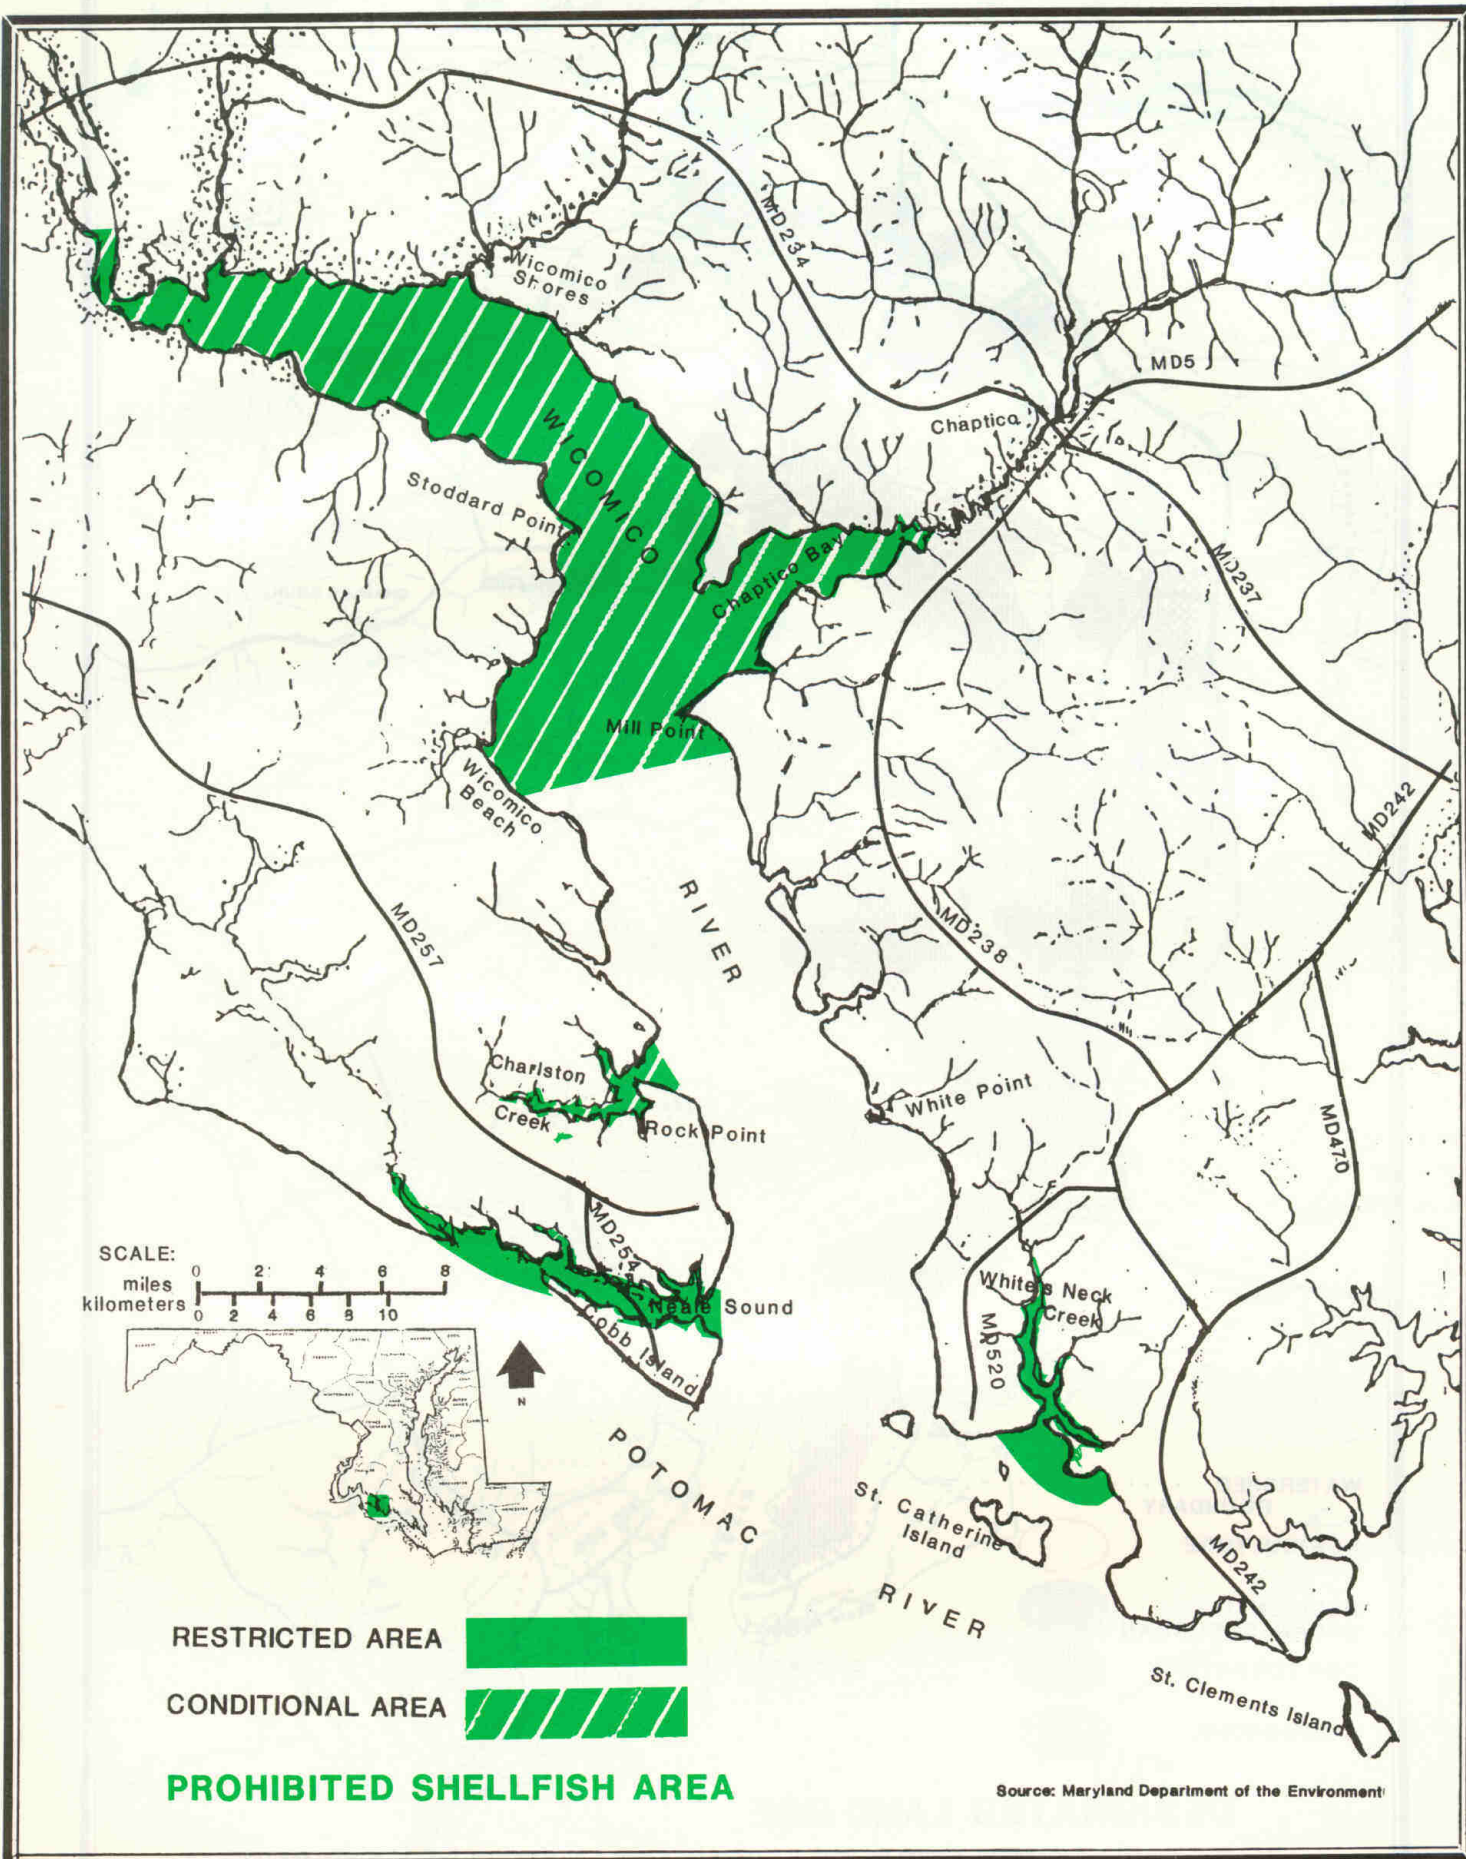 MD234
Wicomico
Shores
MD5
Chaptico
Stoddard Point
WICOMICO
Chaptico Bay
MD237
Mill Point
Wicomico
Beach
MD242
RIVER
MD257
MD238
Charlston
Creek
Rock Point
White Point
MD470
MD254
SCALE:
miles
0 2 4 6 8
kilometers
0 2 4 6 8 10
Neale Sound
Cobb Island
Whites Neck
Creek
MD520
N
POTOMAC
St. Catherine
Island
RIVER
MD242
St. Clements Island
RESTRICTED AREA
CONDITIONAL AREA
PROHIBITED SHELLFISH AREA
Source: Maryland Department of the Environment